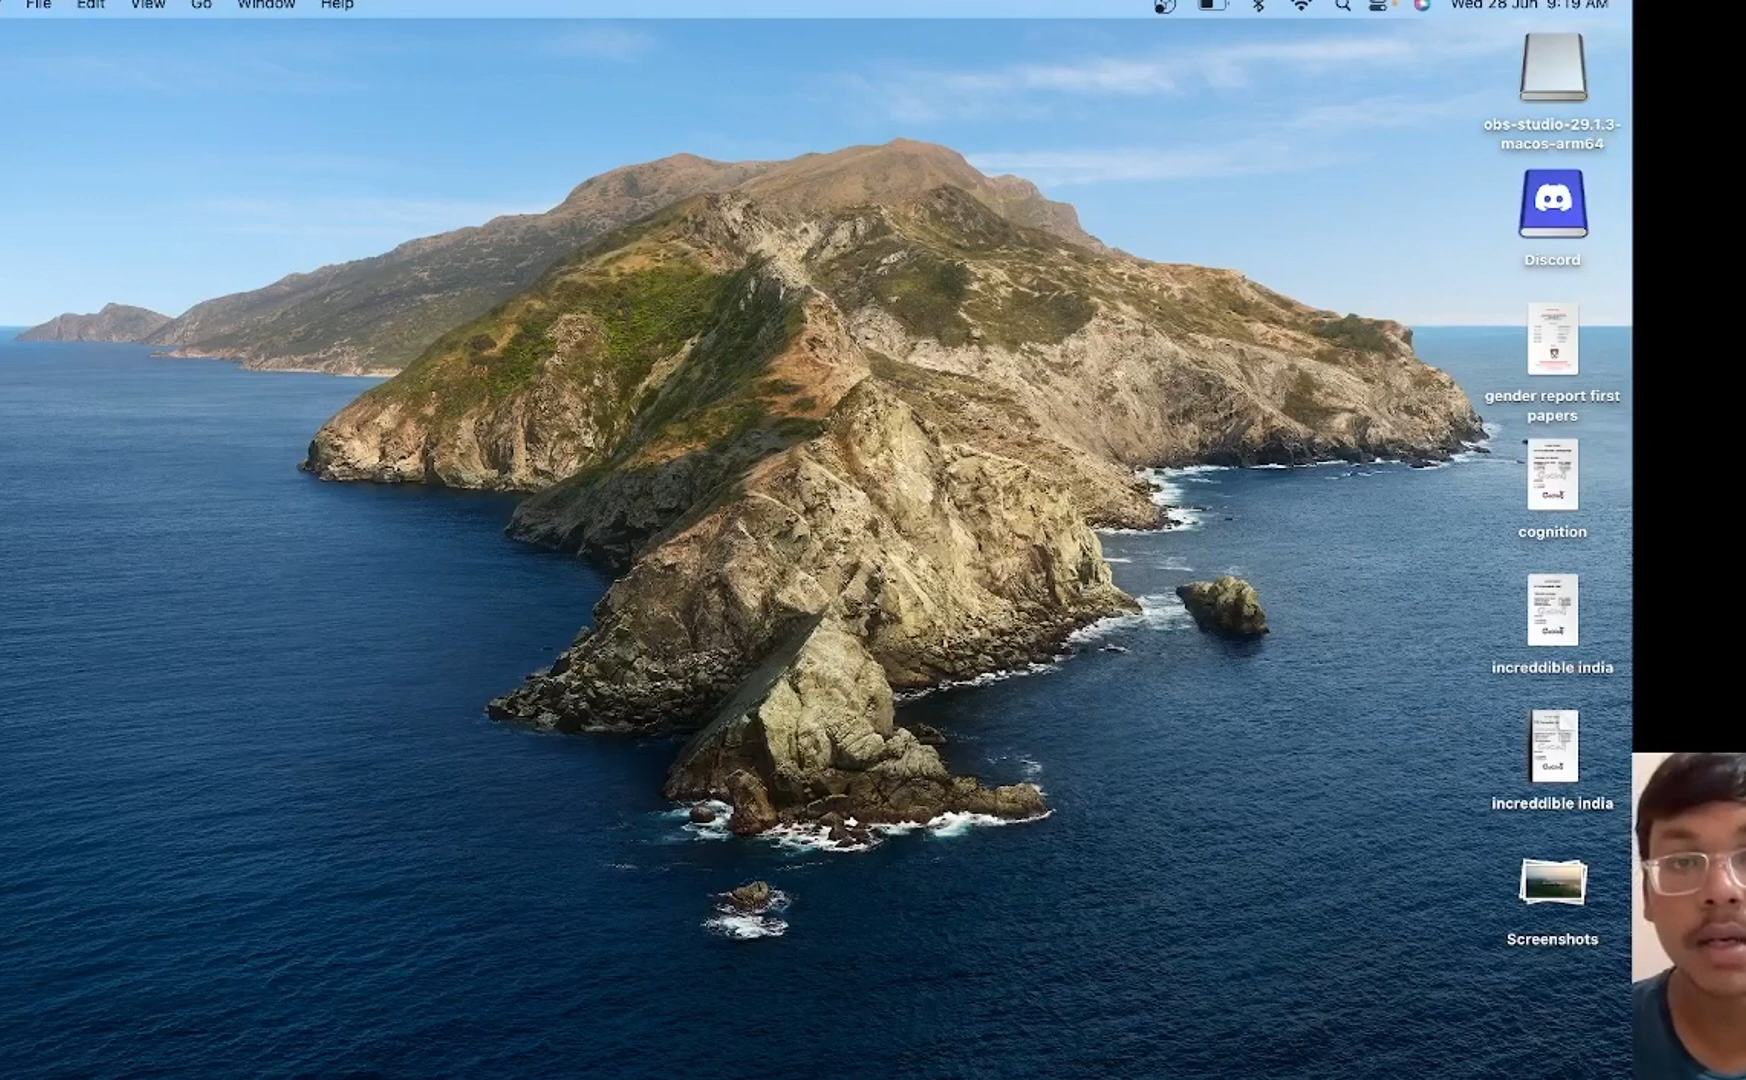 File Edit View Go Window Help Wed 28 Jun 9:19 AM
obs-studio-29.1.3-
macos-arm64
Discord
gender report first
papers
cognition
increddible india
increddible india
Screenshots